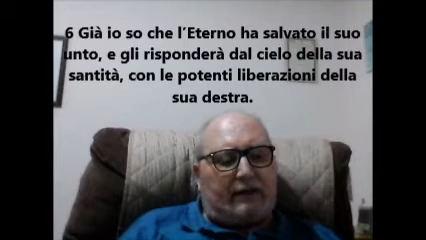 6 Già io so che l’Eterno ha salvato il suo
unto, e gli risponderà dal cielo della sua
santità, con le potenti liberazioni della
sua destra.